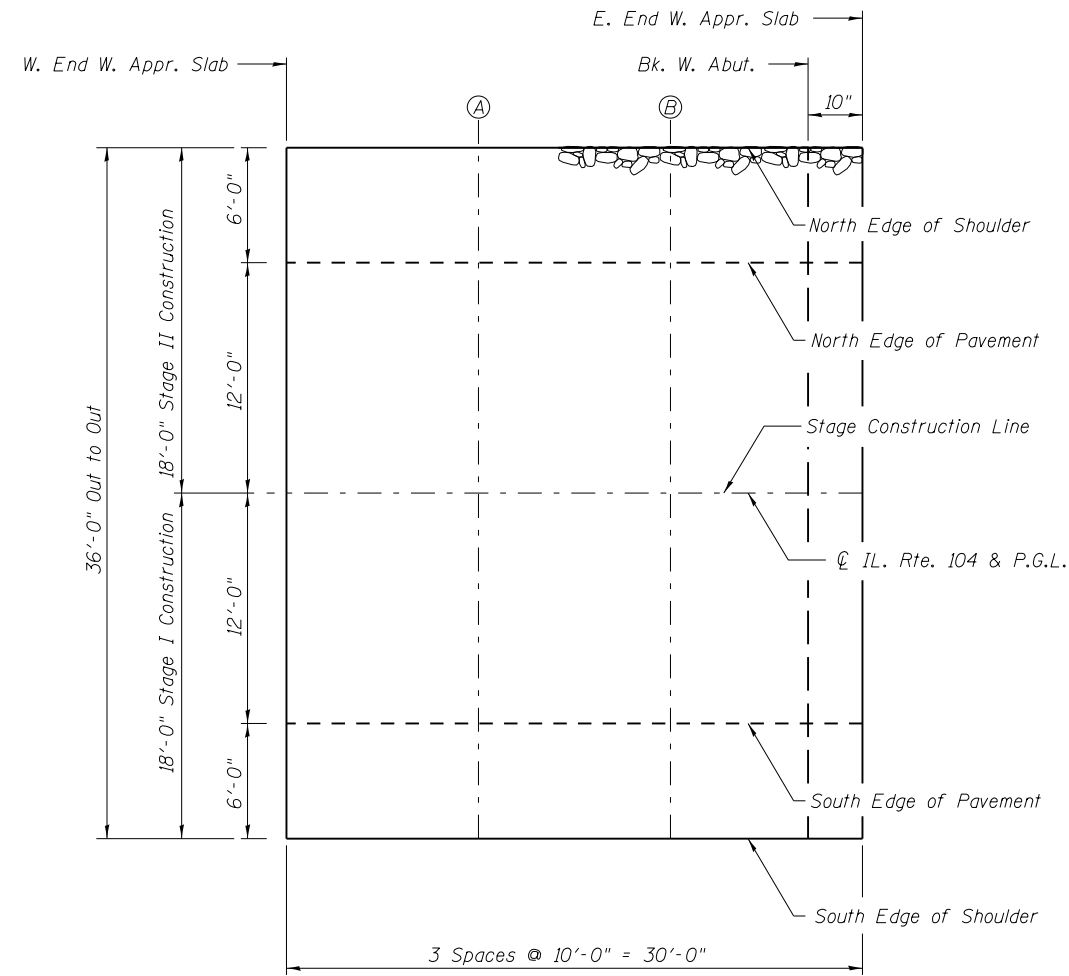 E. End W. Appr. Slab
W. End W. Appr. Slab
Bk. W. Abut.
10"
A
B
6'-0"
North Edge of Shoulder
18'-0" Stage II Construction
12'-0"
North Edge of Pavement
36'-0" Out to Out
Stage Construction Line
℄ IL. Rte. 104 & P.G.L.
18'-0" Stage I Construction
12'-0"
6'-0"
South Edge of Pavement
South Edge of Shoulder
3 Spaces @ 10'-0" = 30'-0"